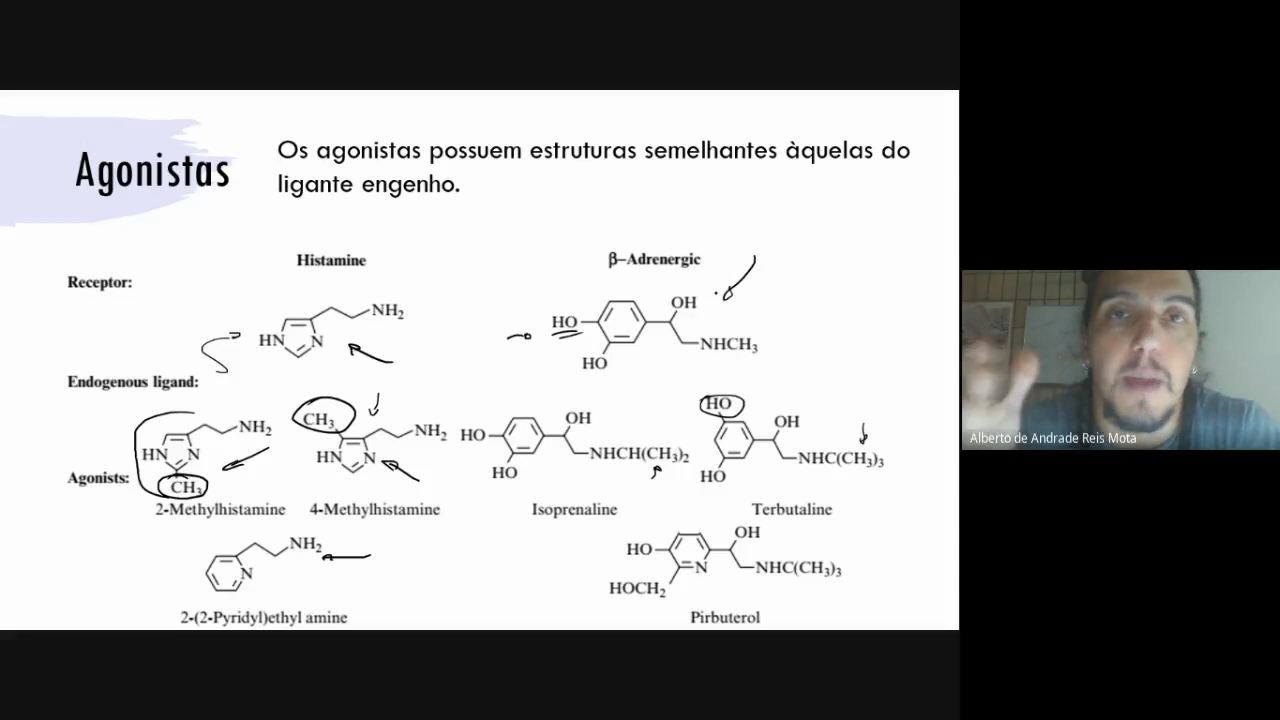 Agonistas
Os agonistas possuem estruturas semelhantes àquelas do
ligante engenho.
Histamine
β-Adrenergic
Receptor:
NH₂
HN
N
OH
HO
HO
NHCH₃
Endogenous ligand:
NH₂
HN
N
CH₃
CH₃
NH₂
HN
N
HO
OH
HO
NHCH(CH₃)₂
HO
OH
HO
NHC(CH₃)₃
Agonists:
2-Methylhistamine
4-Methylhistamine
Isoprenaline
Terbutaline
NH₂
N
HO
OH
N
HOCH₂
NHC(CH₃)₃
2-(2-Pyridyl)ethyl amine
Pirbuterol
Alberto de Andrade Reis Mota